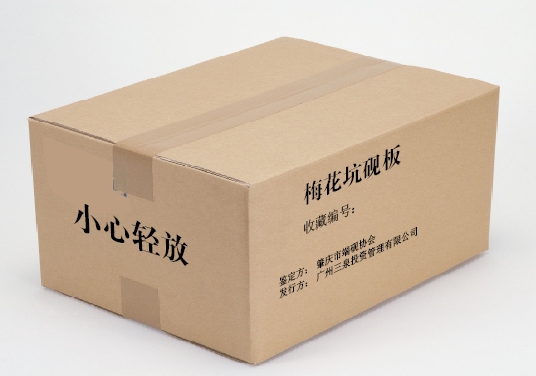 小心轻放
梅花坑砚板
收藏编号：
鉴定方： 肇庆市端砚协会
发行方： 广州三泉投资管理有限公司